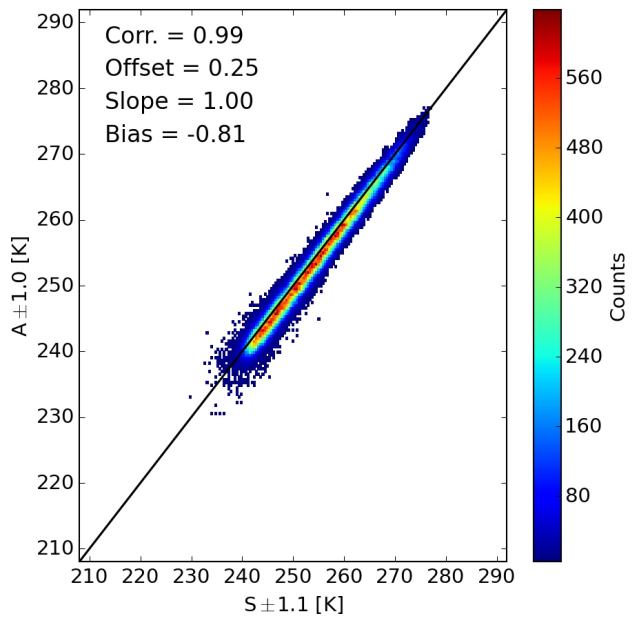 Corr. = 0.99
Offset = 0.25
Slope = 1.00
Bias = -0.81
290
280
270
260
250
240
230
220
210
A ±1.0 [K]
210 220 230 240 250 260 270 280 290
S±1.1 [K]
560
480
400
320
240
160
80
Counts